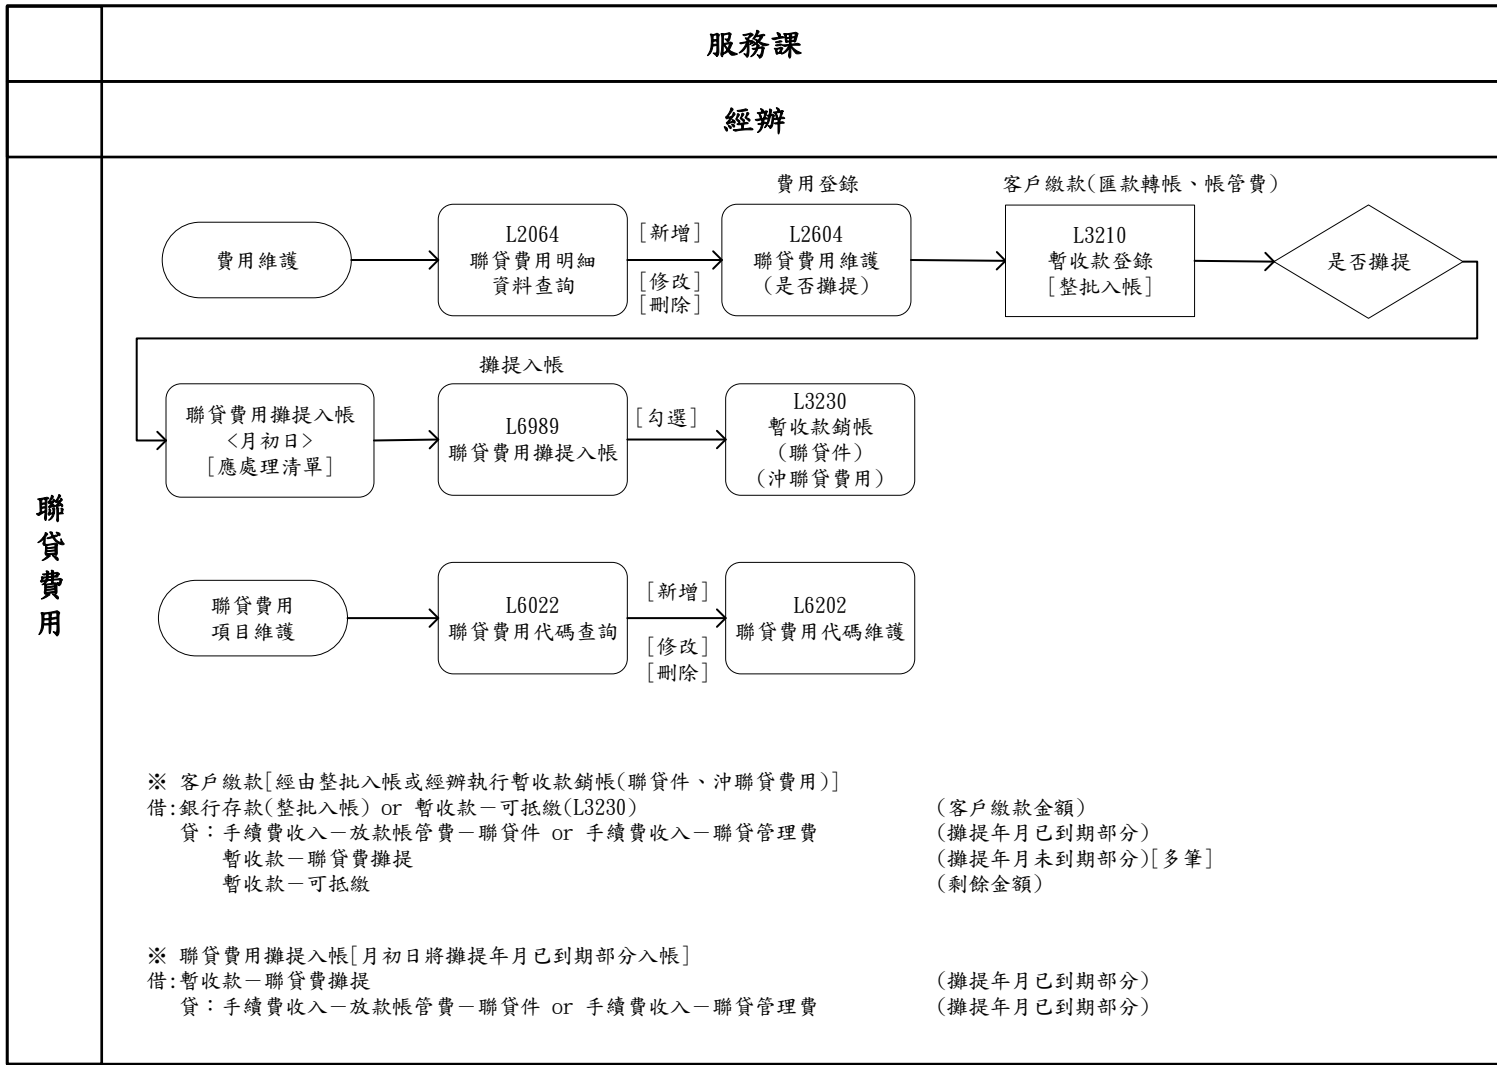 服務課
經辦
聯貸費用
費用登錄
客戶繳款(匯款轉帳、帳管費)
費用維護
L2064
聯貸費用明細
資料查詢
[新增]
[修改]
[刪除]
L2604
聯貸費用維護
(是否攤提)
L3210
暫收款登錄
[整批入帳]
是否攤提
攤提入帳
聯貸費用攤提入帳
<月初日>
[應處理清單]
L6989
聯貸費用攤提入帳
[勾選]
L3230
暫收款銷帳
(聯貸件)
(沖聯貸費用)
聯貸費用
項目維護
L6022
聯貸費用代碼查詢
[新增]
[修改]
[刪除]
L6202
聯貸費用代碼維護
※ 客戶繳款[經由整批入帳或經辦執行暫收款銷帳(聯貸件、沖聯貸費用)]
借:銀行存款(整批入帳) or 暫收款－可抵繳(L3230) (客戶繳款金額)
貸：手續費收入－放款帳管費－聯貸件 or 手續費收入－聯貸管理費 (攤提年月已到期部分)
暫收款－聯貸費攤提 (攤提年月未到期部分)[多筆]
暫收款－可抵繳 (剩餘金額)
※ 聯貸費用攤提入帳[月初日將攤提年月已到期部分入帳]
借:暫收款－聯貸費攤提 (攤提年月已到期部分)
貸：手續費收入－放款帳管費－聯貸件 or 手續費收入－聯貸管理費 (攤提年月已到期部分)